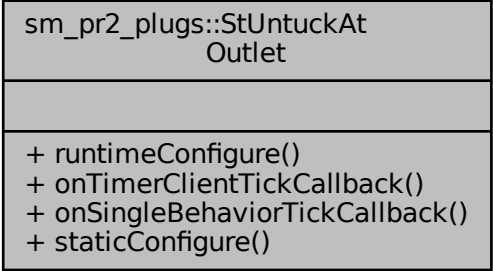 sm_pr2_plugs::StUntuckAt
Outlet
+ runtimeConfigure()
+ onTimerClientTickCallback()
+ onSingleBehaviorTickCallback()
+ staticConfigure()